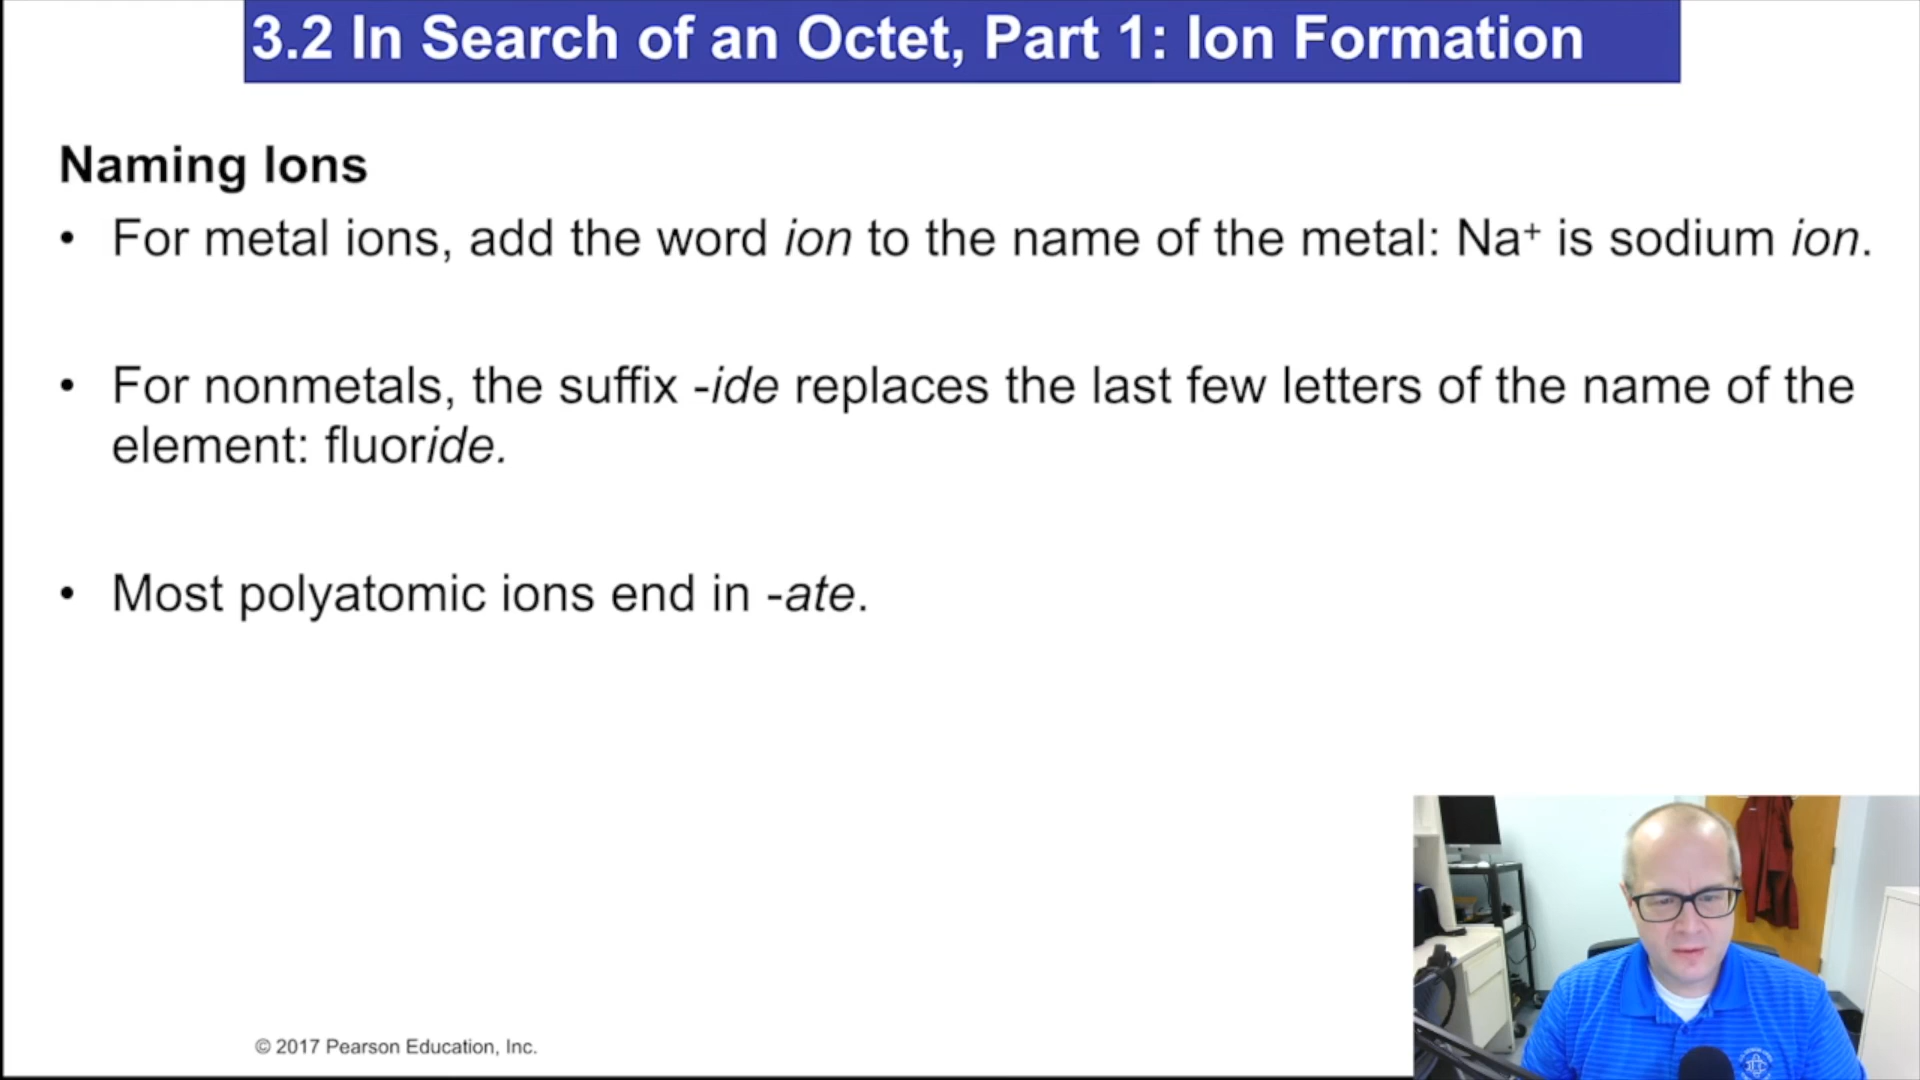 3.2 In Search of an Octet, Part 1: Ion Formation
Naming Ions
• For metal ions, add the word ion to the name of the metal: Na⁺ is sodium ion.
• For nonmetals, the suffix -ide replaces the last few letters of the name of the
element: fluoride.
• Most polyatomic ions end in -ate.
© 2017 Pearson Education, Inc.